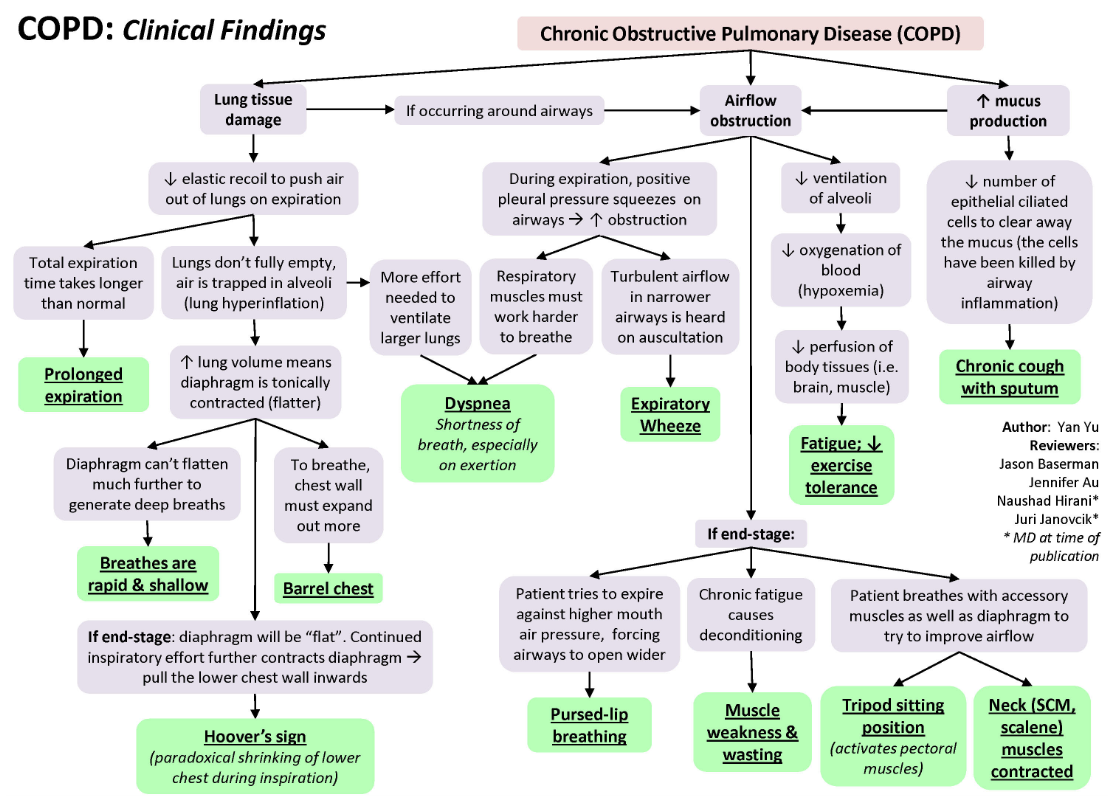 COPD: Clinical Findings
Chronic Obstructive Pulmonary Disease (COPD)
Lung tissue
damage
If occurring around airways
Airflow
obstruction
↑ mucus
production
↓ elastic recoil to push air
out of lungs on expiration
During expiration, positive
pleural pressure squeezes on
airways → ↑ obstruction
↓ ventilation
of alveoli
↓ number of
epithelial ciliated
cells to clear away
the mucus (the cells
have been killed by
airway
inflammation)
Total expiration
time takes longer
than normal
Lungs don't fully empty,
air is trapped in alveoli
(lung hyperinflation)
More effort
needed to
ventilate
larger lungs
Respiratory
muscles must
work harder
to breathe
Turbulent airflow
in narrower
airways is heard
on auscultation
↓ oxygenation of
blood
(hypoxemia)
Prolonged
expiration
↑ lung volume means
diaphragm is tonically
contracted (flatter)
↓ perfusion of
body tissues (i.e.
brain, muscle)
Chronic cough
with sputum
Dyspnea
Shortness of
breath, especially
on exertion
Expiratory
Wheeze
Fatigue; ↓
exercise
tolerance
Author: Yan Yu
Reviewers:
Jason Baserman
Jennifer Au
Naushad Hirani*
Juri Janovcik*
* MD at time of
publication
Diaphragm can't flatten
much further to
generate deep breaths
To breathe,
chest wall
must expand
out more
Breathes are
rapid & shallow
Barrel chest
If end-stage:
If end-stage: diaphragm will be "flat". Continued
inspiratory effort further contracts diaphragm →
pull the lower chest wall inwards
Hoover's sign
(paradoxical shrinking of lower
chest during inspiration)
Patient tries to expire
against higher mouth
air pressure, forcing
airways to open wider
Chronic fatigue
causes
deconditioning
Patient breathes with accessory
muscles as well as diaphragm to
try to improve airflow
Pursed-lip
breathing
Muscle
weakness &
wasting
Tripod sitting
position
(activates pectoral
muscles)
Neck (SCM,
scalene)
muscles
contracted